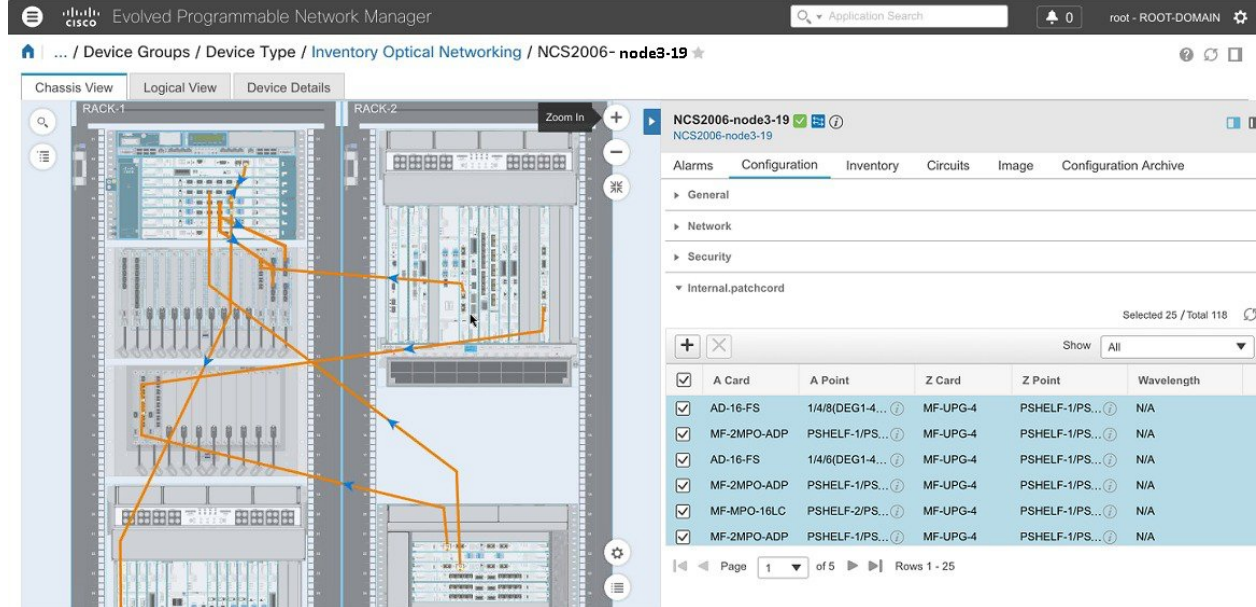 cisco Evolved Programmable Network Manager
Application Search
0
root - ROOT-DOMAIN
... / Device Groups / Device Type / Inventory Optical Networking / NCS2006- node3-19
Chassis View Logical View Device Details
RACK-1 RACK-2
Zoom In
NCS2006-node3-19
NCS2006-node3-19
Alarms Configuration Inventory Circuits Image Configuration Archive
General
Network
Security
Internal.patchcord
Selected 25 / Total 118
Show All
A Card A Point Z Card Z Point Wavelength
AD-16-FS 1/4/8(DEG1-4... MF-UPG-4 PSHELF-1/PS... N/A
MF-2MPO-ADP PSHELF-1/PS... MF-UPG-4 PSHELF-1/PS... N/A
AD-16-FS 1/4/6(DEG1-4... MF-UPG-4 PSHELF-1/PS... N/A
MF-2MPO-ADP PSHELF-1/PS... MF-UPG-4 PSHELF-1/PS... N/A
MF-MPO-16LC PSHELF-2/PS... MF-UPG-4 PSHELF-1/PS... N/A
MF-2MPO-ADP PSHELF-1/PS... MF-UPG-4 PSHELF-1/PS... N/A
Page 1 of 5 Rows 1 - 25